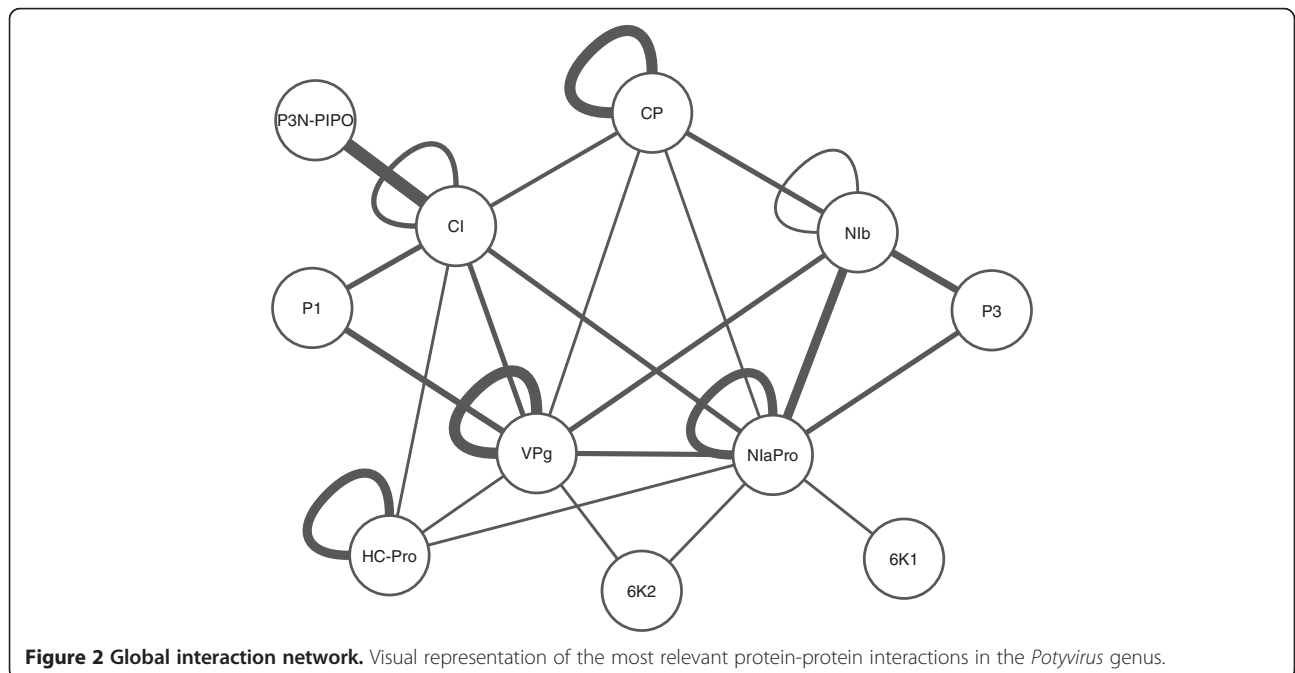 CP
P3N-PIPO
CI
NIb
P1
P3
VPg
NIaPro
HC-Pro
6K2
6K1
Figure 2 Global interaction network. Visual representation of the most relevant protein-protein interactions in the Potyvirus genus.